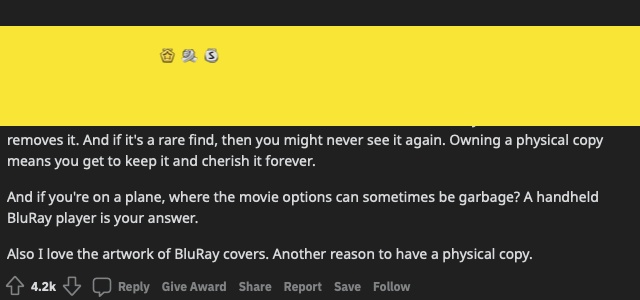 removes it. And if it's a rare find, then you might never see it again. Owning a physical copy
means you get to keep it and cherish it forever.
And if you're on a plane, where the movie options can sometimes be garbage? A handheld
BluRay player is your answer.
Also I love the artwork of BluRay covers. Another reason to have a physical copy.
4.2k Reply Give Award Share Report Save Follow